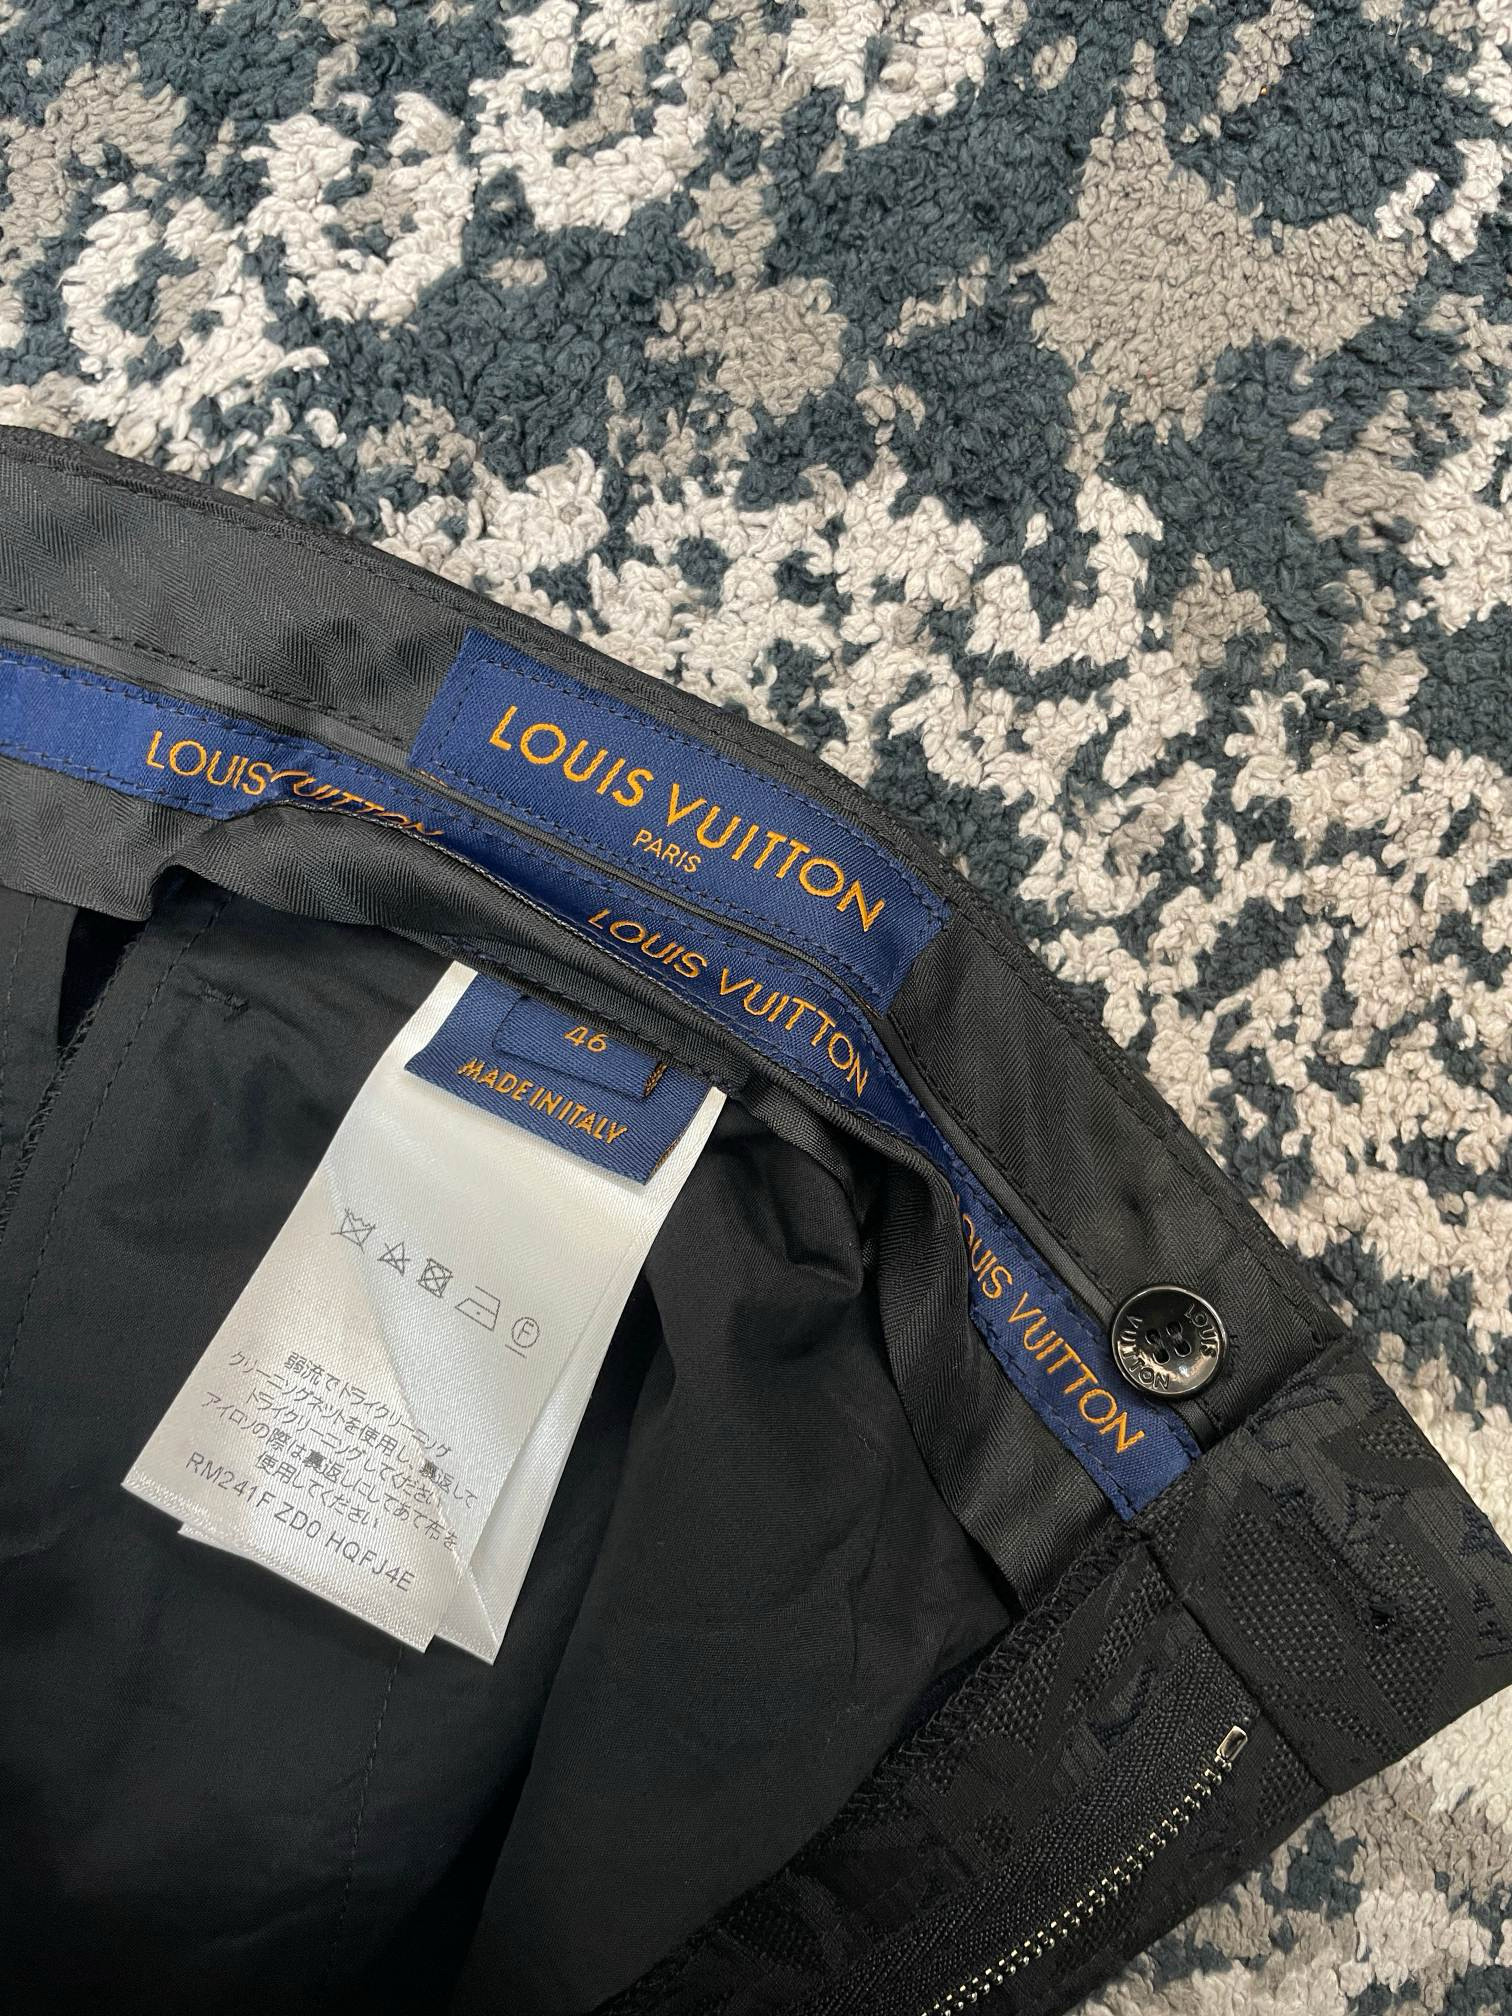 LOUIS VUITTON
PARIS
LOUIS VUITTON
LOUIS VUITTON
LOUIS VUITTON
46
MADE IN ITALY
F
弱流でドライクリーニング
クリーニングネットを使用し、裏返して
ドライクリーニングしてください
アイロンの際は裏返しにしてあて布を
使用してください
RM241F ZD0 HQFJ4E
LOUIS
VUITTON